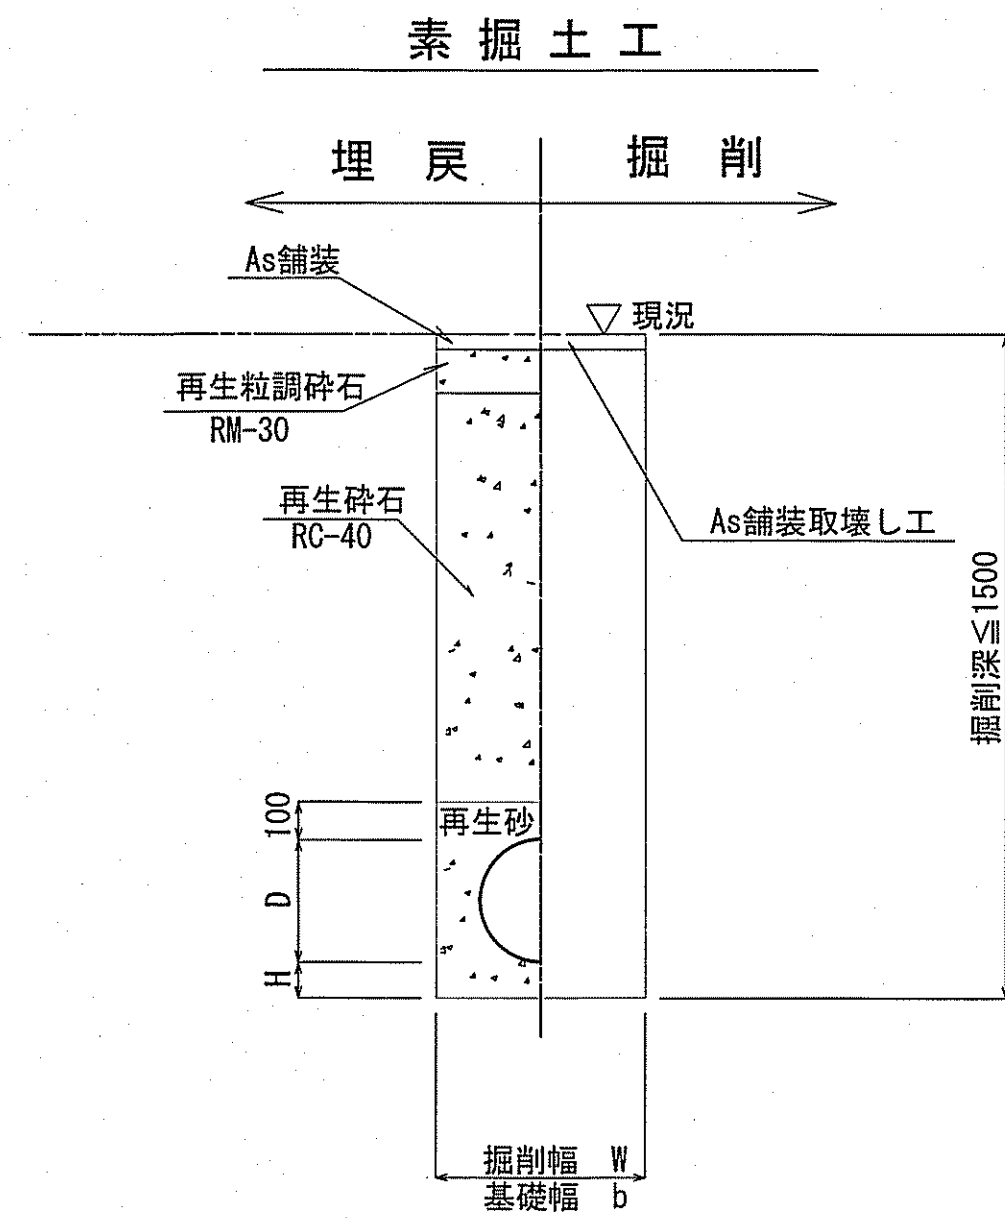 素掘土工
埋戻
掘削
As舗装
現況
再生粒調砕石
RM-30
再生砕石
RC-40
As舗装取壊し工
掘削深≦1500
100
再生砂
D
H
掘削幅 W
基礎幅 b